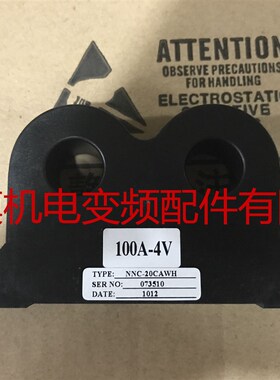 ATTENTION
OBSERVE PRECAUTIONS
FOR HANDLING
ELECTROSTATIC
机电变频配件有
100A-4V
TYPE: NNC-20CAWH
SER NO: 073510
DATE: 1012